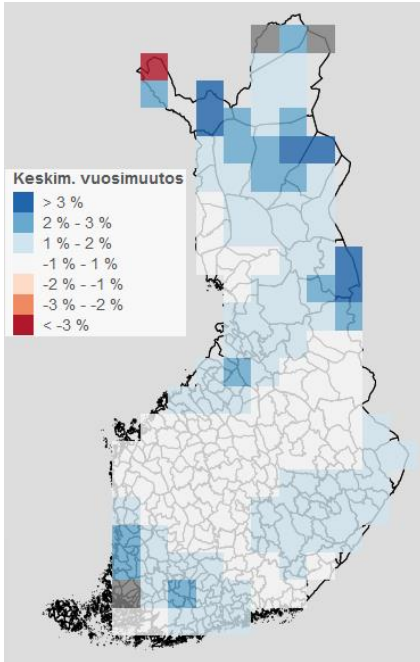 Keskim. vuosimuutos
> 3 %
2 % - 3 %
1 % - 2 %
-1 % - 1 %
-2 % - -1 %
-3 % - -2 %
< -3 %